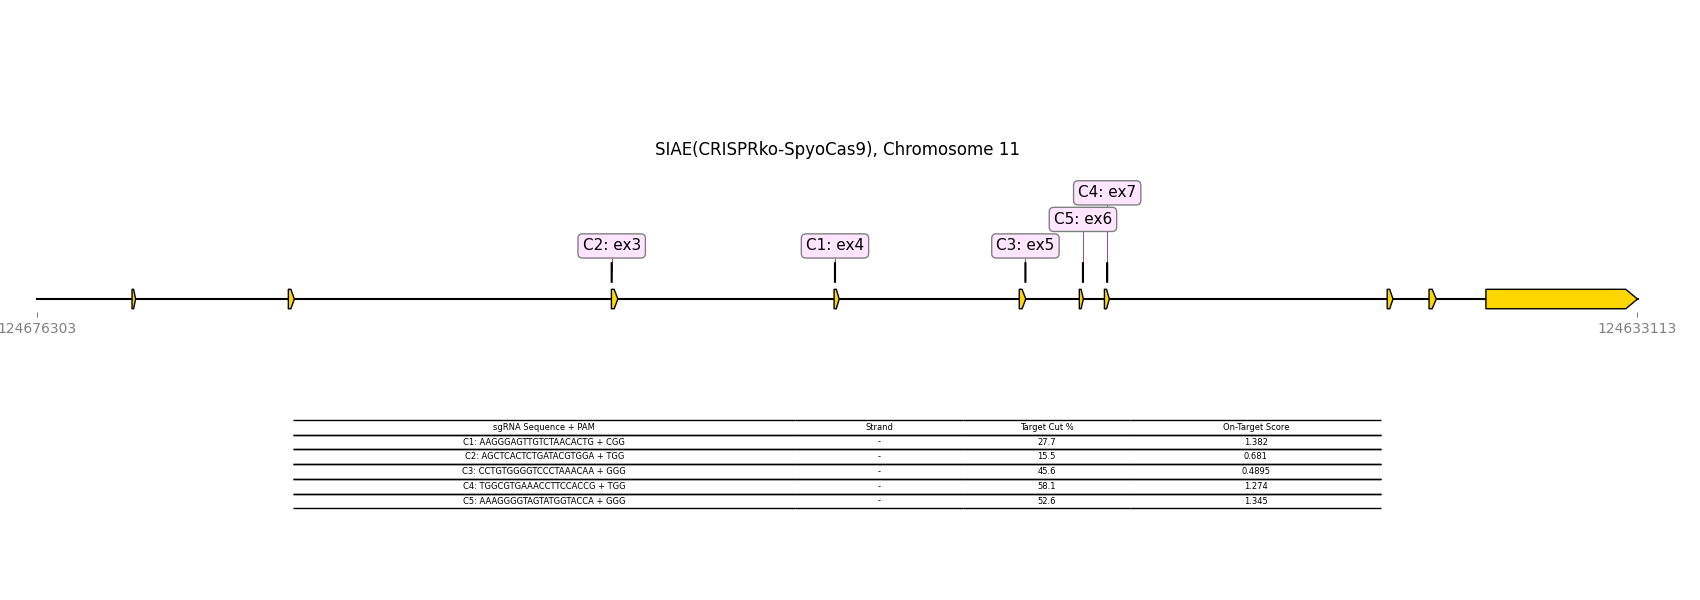 SIAE(CRISPRko-SpyoCas9), Chromosome 11
C4: ex7
C5: ex6
C2: ex3
C1: ex4
C3: ex5
124676303
124633113
sgRNA Sequence + PAM Strand Target Cut % On-Target Score
C1: AAGGGAGTTGTCTAACACTG + CGG - 27.7 1.382
C2: AGCTCACTCTGATACGTGGA + TGG - 15.5 0.681
C3: CCTGTGGGGTCCCTAAACAA + GGG - 45.6 0.4895
C4: TGGCGTGAAACCTTCCACCG + TGG - 58.1 1.274
C5: AAAGGGGTAGTATGGTACCA + GGG - 52.6 1.345